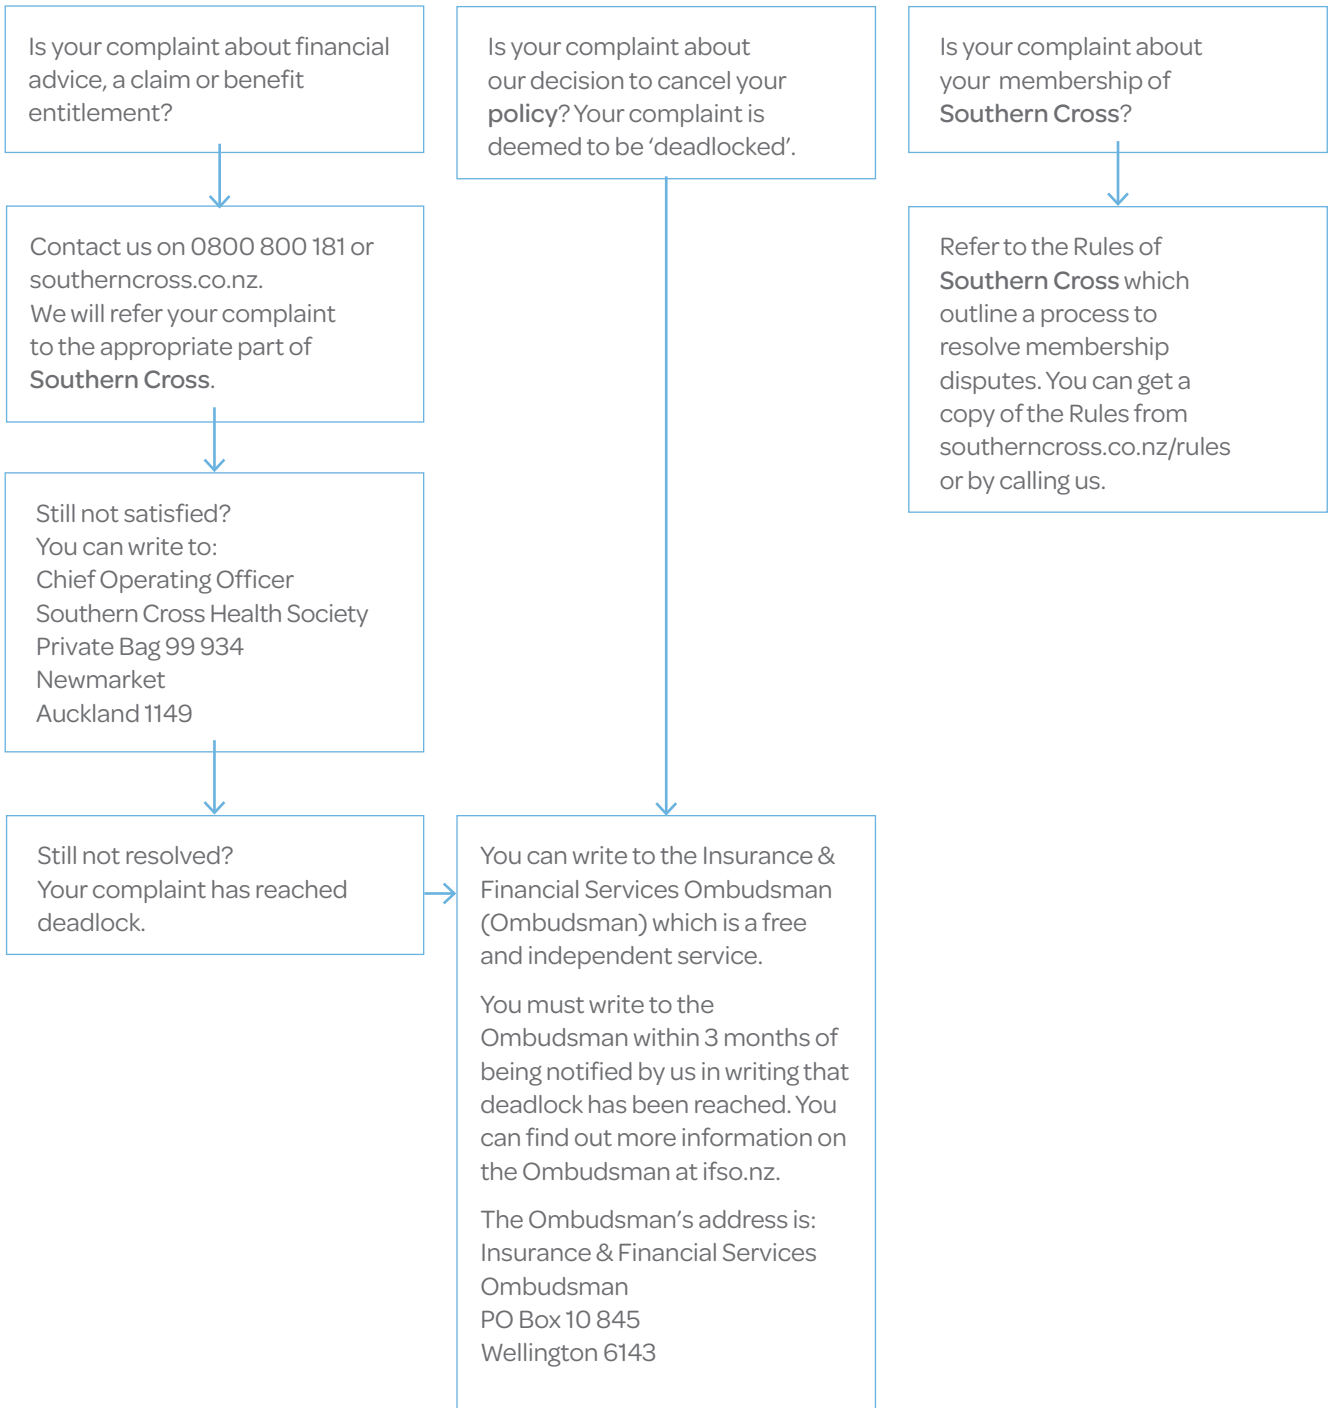 Is your complaint about financial
advice, a claim or benefit
entitlement?
Contact us on 0800 800 181 or
southerncross.co.nz.
We will refer your complaint
to the appropriate part of
Southern Cross.
Still not satisfied?
You can write to:
Chief Operating Officer
Southern Cross Health Society
Private Bag 99 934
Newmarket
Auckland 1149
Still not resolved?
Your complaint has reached
deadlock.
Is your complaint about
our decision to cancel your
policy? Your complaint is
deemed to be ‘deadlocked’.
You can write to the Insurance &
Financial Services Ombudsman
(Ombudsman) which is a free
and independent service.
You must write to the
Ombudsman within 3 months of
being notified by us in writing that
deadlock has been reached. You
can find out more information on
the Ombudsman at ifso.nz.
The Ombudsman’s address is:
Insurance & Financial Services
Ombudsman
PO Box 10 845
Wellington 6143
Is your complaint about
your membership of
Southern Cross?
Refer to the Rules of
Southern Cross which
outline a process to
resolve membership
disputes. You can get a
copy of the Rules from
southerncross.co.nz/rules
or by calling us.